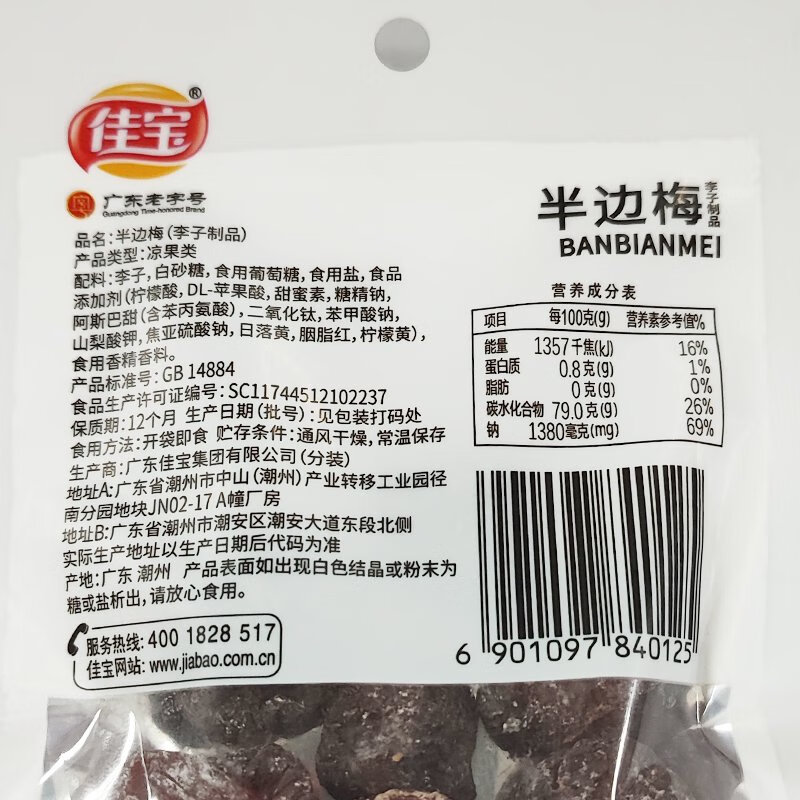 佳宝®
广东老字号
Guangdong Time-honored Brand
半边梅 李子制品
BANBIANMEI
品名:半边梅(李子制品)
产品类型:凉果类
配料:李子,白砂糖,食用葡萄糖,食用盐,食品
添加剂(柠檬酸,DL-苹果酸,甜蜜素,糖精钠,
阿斯巴甜(含苯丙氨酸),二氧化钛,苯甲酸钠,
山梨酸钾,焦亚硫酸钠,日落黄,胭脂红,柠檬黄),
食用香精香料。
产品标准号:GB 14884
食品生产许可证编号:SC11744512102237
保质期:12个月 生产日期(批号):见包装打码处
食用方法:开袋即食 贮存条件:通风干燥,常温保存
生产商:广东佳宝集团有限公司(分装)
地址A:广东省潮州市中山(潮州)产业转移工业园径
南分园地块JN02-17 A幢厂房
地址B:广东省潮州市潮安区潮安大道东段北侧
实际生产地址以生产日期后代码为准
产地:广东 潮州 产品表面如出现白色结晶或粉末为
糖或盐析出,请放心食用。
服务热线:400 1828 517
佳宝网站:www.jiabao.com.cn
营养成分表
项目 每100克(g) 营养素参考值%
能量 1357千焦(kJ) 16%
蛋白质 0.8克(g) 1%
脂肪 0克(g) 0%
碳水化合物 79.0克(g) 26%
钠 1380毫克(mg) 69%
6 901097 840125